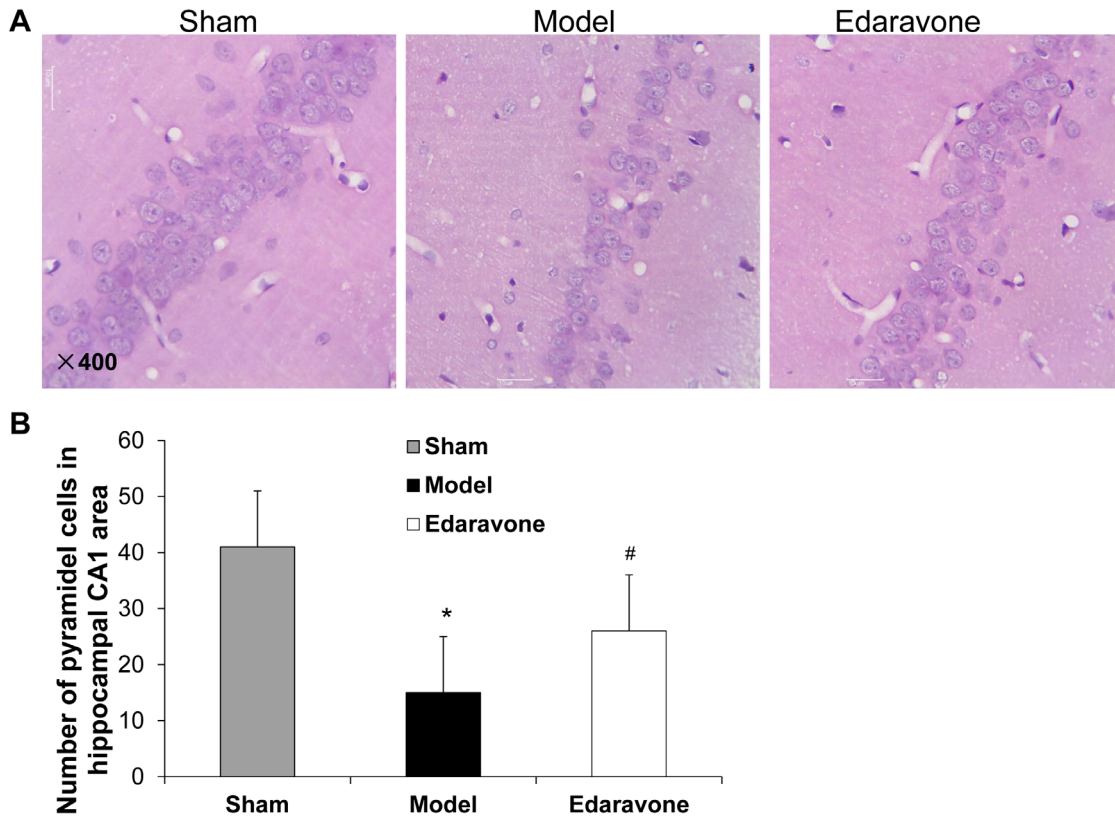 A
Sham
Model
Edaravone
×400
B
Number of pyramidel cells in
hippocampal CA1 area
60
50
40
30
20
10
0
Sham
Model
Edaravone
*
#
Sham
Model
Edaravone